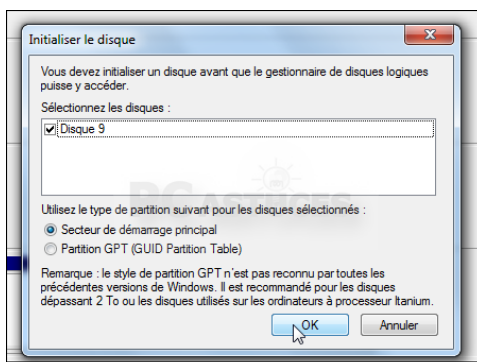 Initialiser le disque
Vous devez initialiser un disque avant que le gestionnaire de disques logiques
puisse y accéder.
Sélectionnez les disques :
Disque 9
PC ASTUCES
Utilisez le type de partition suivant pour les disques sélectionnés :
Secteur de démarrage principal
Partition GPT (GUID Partition Table)
Remarque : le style de partition GPT n'est pas reconnu par toutes les
précédentes versions de Windows. Il est recommandé pour les disques
dépassant 2 To ou les disques utilisés sur les ordinateurs à processeur Itanium.
OK
Annuler